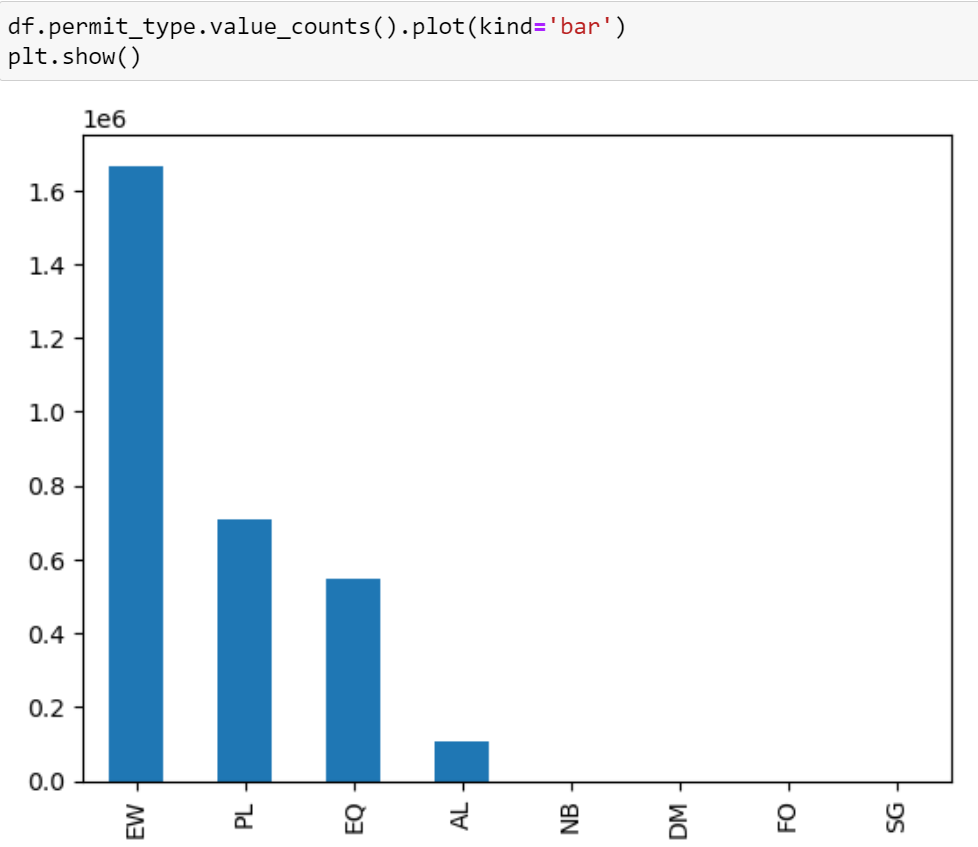 df.permit_type.value_counts().plot(kind='bar')
plt.show()
1e6
1.6
1.4
1.2
1.0
0.8
0.6
0.4
0.2
0.0
EW
PL
EQ
AL
NB
DM
FO
SG